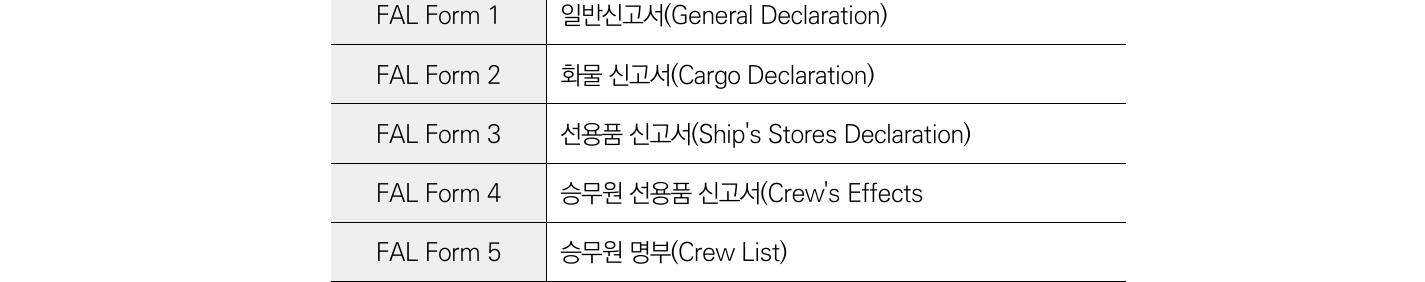 FAL Form 1 일반신고서(General Declaration)
FAL Form 2 화물 신고서(Cargo Declaration)
FAL Form 3 선용품 신고서(Ship's Stores Declaration)
FAL Form 4 승무원 선용품 신고서(Crew's Effects
FAL Form 5 승무원 명부(Crew List)